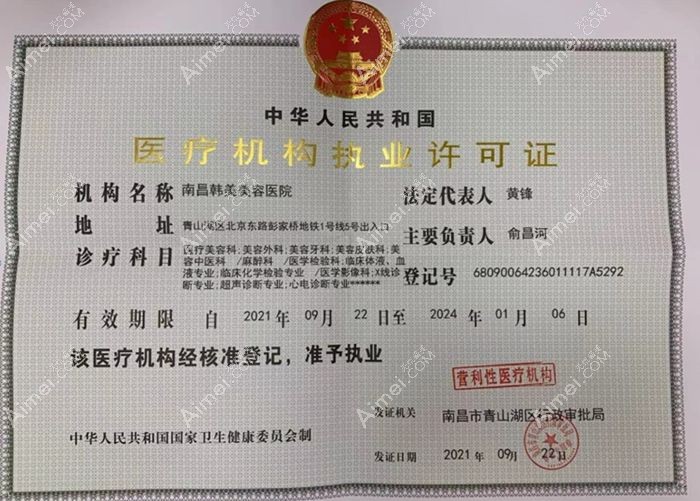 中华人民共和国
医疗机构执业许可证
机构名称 南昌韩美美容医院 法定代表人 黄锋
地址 青山湖区北京东路彭家桥地铁1号线5号出入口 主要负责人 俞昌河
诊疗科目 医疗美容科;美容外科;美容牙科;美容皮肤科;美
容中医科 /麻醉科 /医学检验科;临床体液、血
液专业;临床化学检验专业 /医学影像科;X线诊
断专业;超声诊断专业;心电诊断专业******
登记号 68090064236011117A5292
有效期限 自 2021 年 09 月 22 日至 2024 年 01 月 06 日
该医疗机构经核准登记，准予执业
营利性医疗机构
发证机关 南昌市青山湖区行政审批局
中华人民共和国国家卫生健康委员会制
发证日期 2021 年 09 月 22 日
Aimei.COM